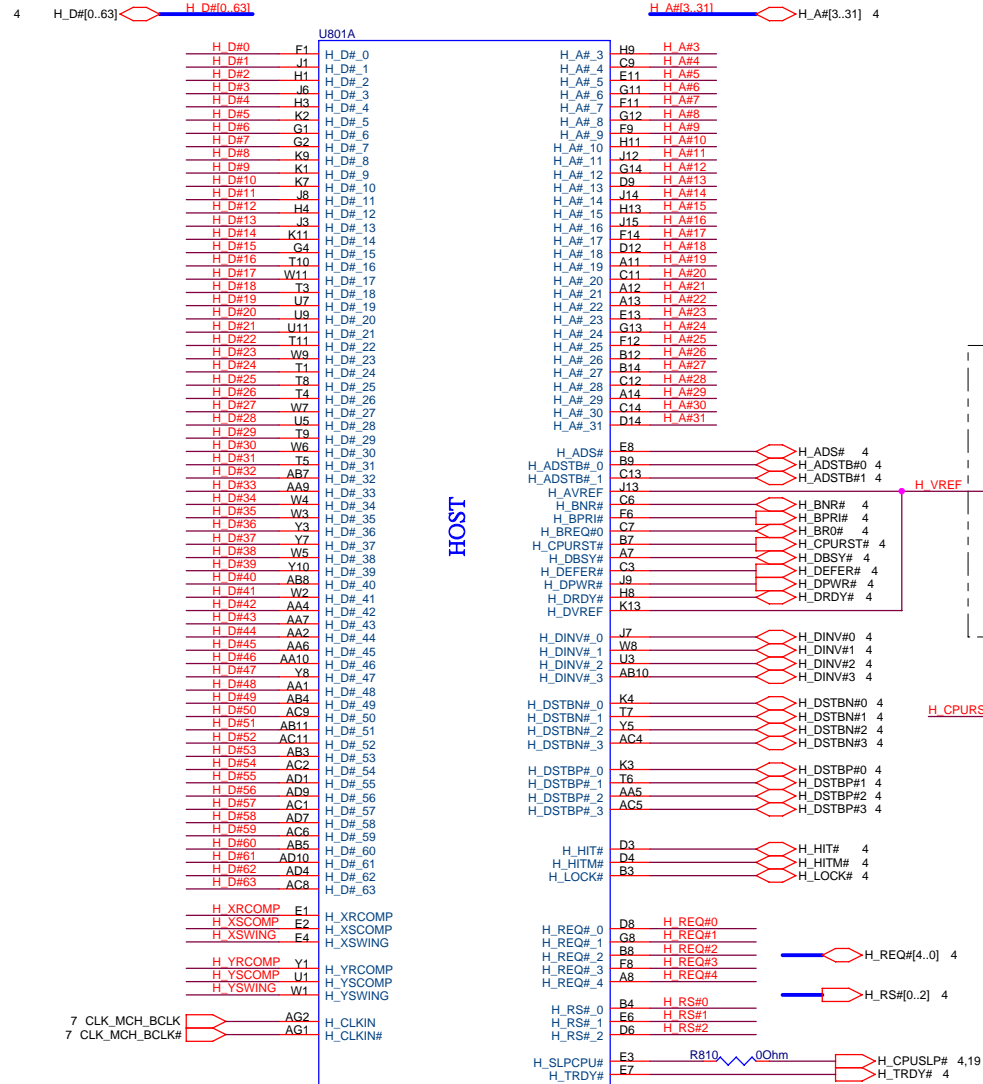 4 H_D#[0..63] H_D#[0..63] H_A#[3..31] H_A#[3..31] 4
U801A
H_D#0 F1 H_D#_0 H_A#_3 H9 H_A#3
H_D#1 J1 H_D#_1 H_A#_4 C9 H_A#4
H_D#2 H1 H_D#_2 H_A#_5 E11 H_A#5
H_D#3 J6 H_D#_3 H_A#_6 G11 H_A#6
H_D#4 H3 H_D#_4 H_A#_7 F11 H_A#7
H_D#5 K2 H_D#_5 H_A#_8 G12 H_A#8
H_D#6 G1 H_D#_6 H_A#_9 F9 H_A#9
H_D#7 G2 H_D#_7 H_A#_10 H11 H_A#10
H_D#8 K9 H_D#_8 H_A#_11 J12 H_A#11
H_D#9 K1 H_D#_9 H_A#_12 G14 H_A#12
H_D#10 K7 H_D#_10 H_A#_13 D9 H_A#13
H_D#11 J8 H_D#_11 H_A#_14 J14 H_A#14
H_D#12 H4 H_D#_12 H_A#_15 H13 H_A#15
H_D#13 J3 H_D#_13 H_A#_16 J15 H_A#16
H_D#14 K11 H_D#_14 H_A#_17 F14 H_A#17
H_D#15 G4 H_D#_15 H_A#_18 D12 H_A#18
H_D#16 T10 H_D#_16 H_A#_19 A11 H_A#19
H_D#17 W11 H_D#_17 H_A#_20 C11 H_A#20
H_D#18 T3 H_D#_18 H_A#_21 A12 H_A#21
H_D#19 U7 H_D#_19 H_A#_22 A13 H_A#22
H_D#20 U9 H_D#_20 H_A#_23 E13 H_A#23
H_D#21 U11 H_D#_21 H_A#_24 G13 H_A#24
H_D#22 T11 H_D#_22 H_A#_25 F12 H_A#25
H_D#23 W9 H_D#_23 H_A#_26 B12 H_A#26
H_D#24 T1 H_D#_24 H_A#_27 B14 H_A#27
H_D#25 T8 H_D#_25 H_A#_28 C12 H_A#28
H_D#26 T4 H_D#_26 H_A#_29 A14 H_A#29
H_D#27 W7 H_D#_27 H_A#_30 C14 H_A#30
H_D#28 U5 H_D#_28 H_A#_31 D14 H_A#31
H_D#29 T9 H_D#_29
H_D#30 W6 H_D#_30 H_ADS# E8 H_ADS# 4
H_D#31 T5 H_D#_31 H_ADSTB#_0 B9 H_ADSTB#0 4
H_D#32 AB7 H_D#_32 H_ADSTB#_1 C13 H_ADSTB#1 4
H_D#33 AA9 H_D#_33 H_AVREF J13 H_VREF
H_D#34 W4 H_D#_34 H_BNR# C6 H_BNR# 4
H_D#35 W3 H_D#_35 H_BPRI# F6 H_BPRI# 4
H_D#36 Y3 H_D#_36 H_BREQ#0 C7 H_BR0# 4
H_D#37 Y7 H_D#_37 H_CPURST# B7 H_CPURST# 4
H_D#38 W5 H_D#_38 H_DBSY# A7 H_DBSY# 4
H_D#39 Y10 H_D#_39 H_DEFER# C3 H_DEFER# 4
H_D#40 AB8 H_D#_40 H_DPWR# J9 H_DPWR# 4
H_D#41 W2 H_D#_41 H_DRDY# H8 H_DRDY# 4
H_D#42 AA4 H_D#_42 H_DVREF K13
H_D#43 AA7 H_D#_43
H_D#44 AA2 H_D#_44 H_DINV#_0 J7 H_DINV#0 4
H_D#45 AA6 H_D#_45 H_DINV#_1 W8 H_DINV#1 4
H_D#46 AA10 H_D#_46 H_DINV#_2 U3 H_DINV#2 4
H_D#47 Y8 H_D#_47 H_DINV#_3 AB10 H_DINV#3 4
H_D#48 AA1 H_D#_48
H_D#49 AB4 H_D#_49 H_DSTBN#_0 K4 H_DSTBN#0 4
H_D#50 AC9 H_D#_50 H_DSTBN#_1 T7 H_DSTBN#1 4 H_CPURS
H_D#51 AB11 H_D#_51 H_DSTBN#_2 Y5 H_DSTBN#2 4
H_D#52 AC11 H_D#_52 H_DSTBN#_3 AC4 H_DSTBN#3 4
H_D#53 AB3 H_D#_53
H_D#54 AC2 H_D#_54 H_DSTBP#_0 K3 H_DSTBP#0 4
H_D#55 AD1 H_D#_55 H_DSTBP#_1 T6 H_DSTBP#1 4
H_D#56 AD9 H_D#_56 H_DSTBP#_2 AA5 H_DSTBP#2 4
H_D#57 AC1 H_D#_57 H_DSTBP#_3 AC5 H_DSTBP#3 4
H_D#58 AD7 H_D#_58
H_D#59 AC6 H_D#_59
H_D#60 AB5 H_D#_60 H_HIT# D3 H_HIT# 4
H_D#61 AD10 H_D#_61 H_HITM# D4 H_HITM# 4
H_D#62 AD4 H_D#_62 H_LOCK# B3 H_LOCK# 4
H_D#63 AC8 H_D#_63
HOST
H_XRCOMP E1 H_XRCOMP H_REQ#_0 D8 H_REQ#0
H_XSCOMP E2 H_XSCOMP H_REQ#_1 G8 H_REQ#1
H_XSWING E4 H_XSWING H_REQ#_2 B8 H_REQ#2 H_REQ#[4..0] 4
H_YRCOMP Y1 H_YRCOMP H_REQ#_3 F8 H_REQ#3
H_YSCOMP U1 H_YSCOMP H_REQ#_4 A8 H_REQ#4
H_YSWING W1 H_YSWING H_RS#[0..2] 4
H_RS#_0 B4 H_RS#0
7 CLK_MCH_BCLK AG2 H_CLKIN H_RS#_1 E6 H_RS#1
7 CLK_MCH_BCLK# AG1 H_CLKIN# H_RS#_2 D6 H_RS#2
H_SLPCPU# E3 R810 0Ohm H_CPUSLP# 4,19
H_TRDY# E7 H_TRDY# 4